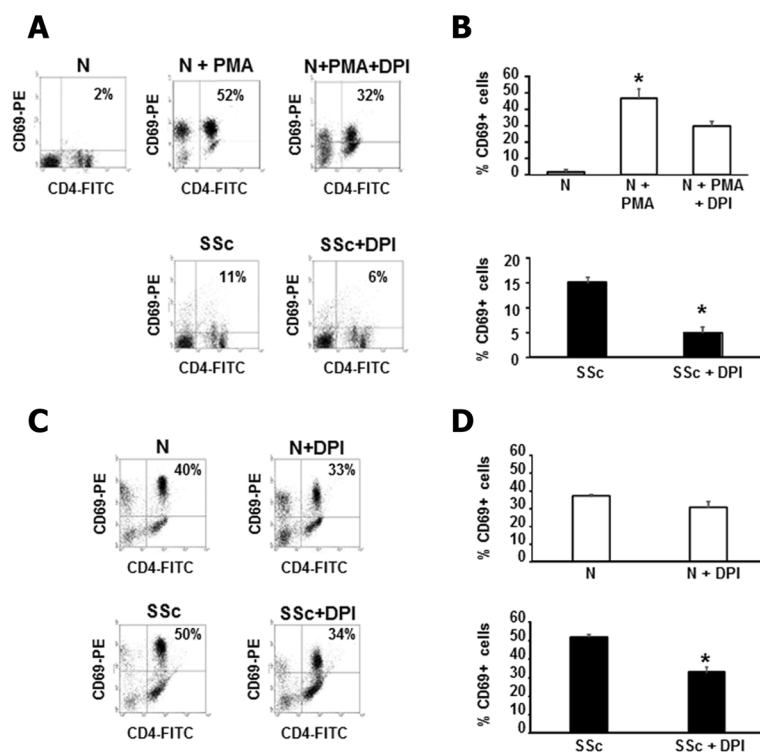 A
N
N + PMA
N+PMA+DPI
CD69-PE
2%
52%
32%
CD4-FITC
CD4-FITC
CD4-FITC
SSc
SSc+DPI
CD69-PE
11%
CD69-PE
6%
CD4-FITC
CD4-FITC
B
% CD69+ cells
60
50
40
30
20
10
0
*
N
N +
PMA
N + PMA
+ DPI
% CD69+ cells
20
15
10
5
0
*
SSc
SSc + DPI
C
N
N+DPI
CD69-PE
40%
CD69-PE
33%
CD4-FITC
CD4-FITC
SSc
SSc+DPI
CD69-PE
50%
CD69-PE
34%
CD4-FITC
CD4-FITC
D
% CD69+ cells
60
50
40
30
20
10
0
N
N + DPI
% CD69+ cells
60
50
40
30
20
10
0
*
SSc
SSc + DPI